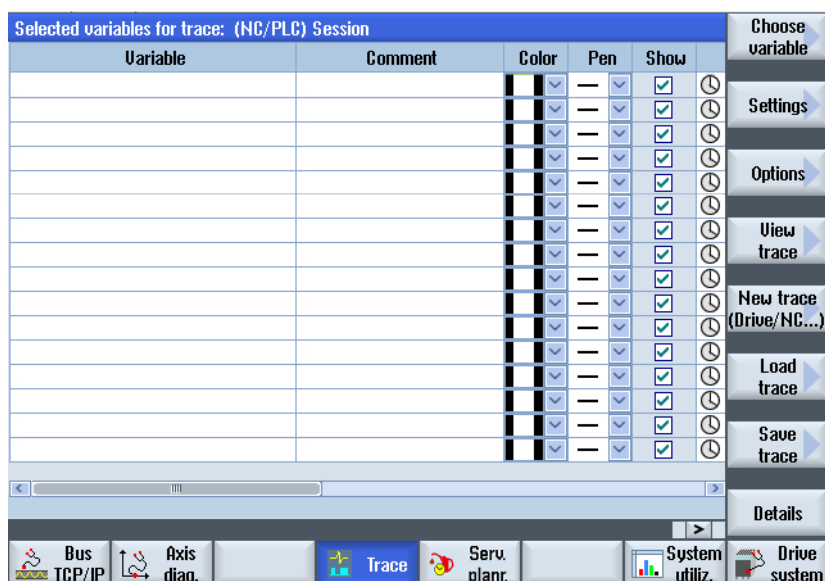 Selected variables for trace: (NC/PLC) Session
Variable Comment Color Pen Show
Choose
variable
Settings
Options
View
trace
New trace
(Drive/NC...)
Load
trace
Save
trace
Details
>
Bus
TCP/IP
Axis
diag.
Trace
Serv.
planr.
System
utiliz.
Drive
system